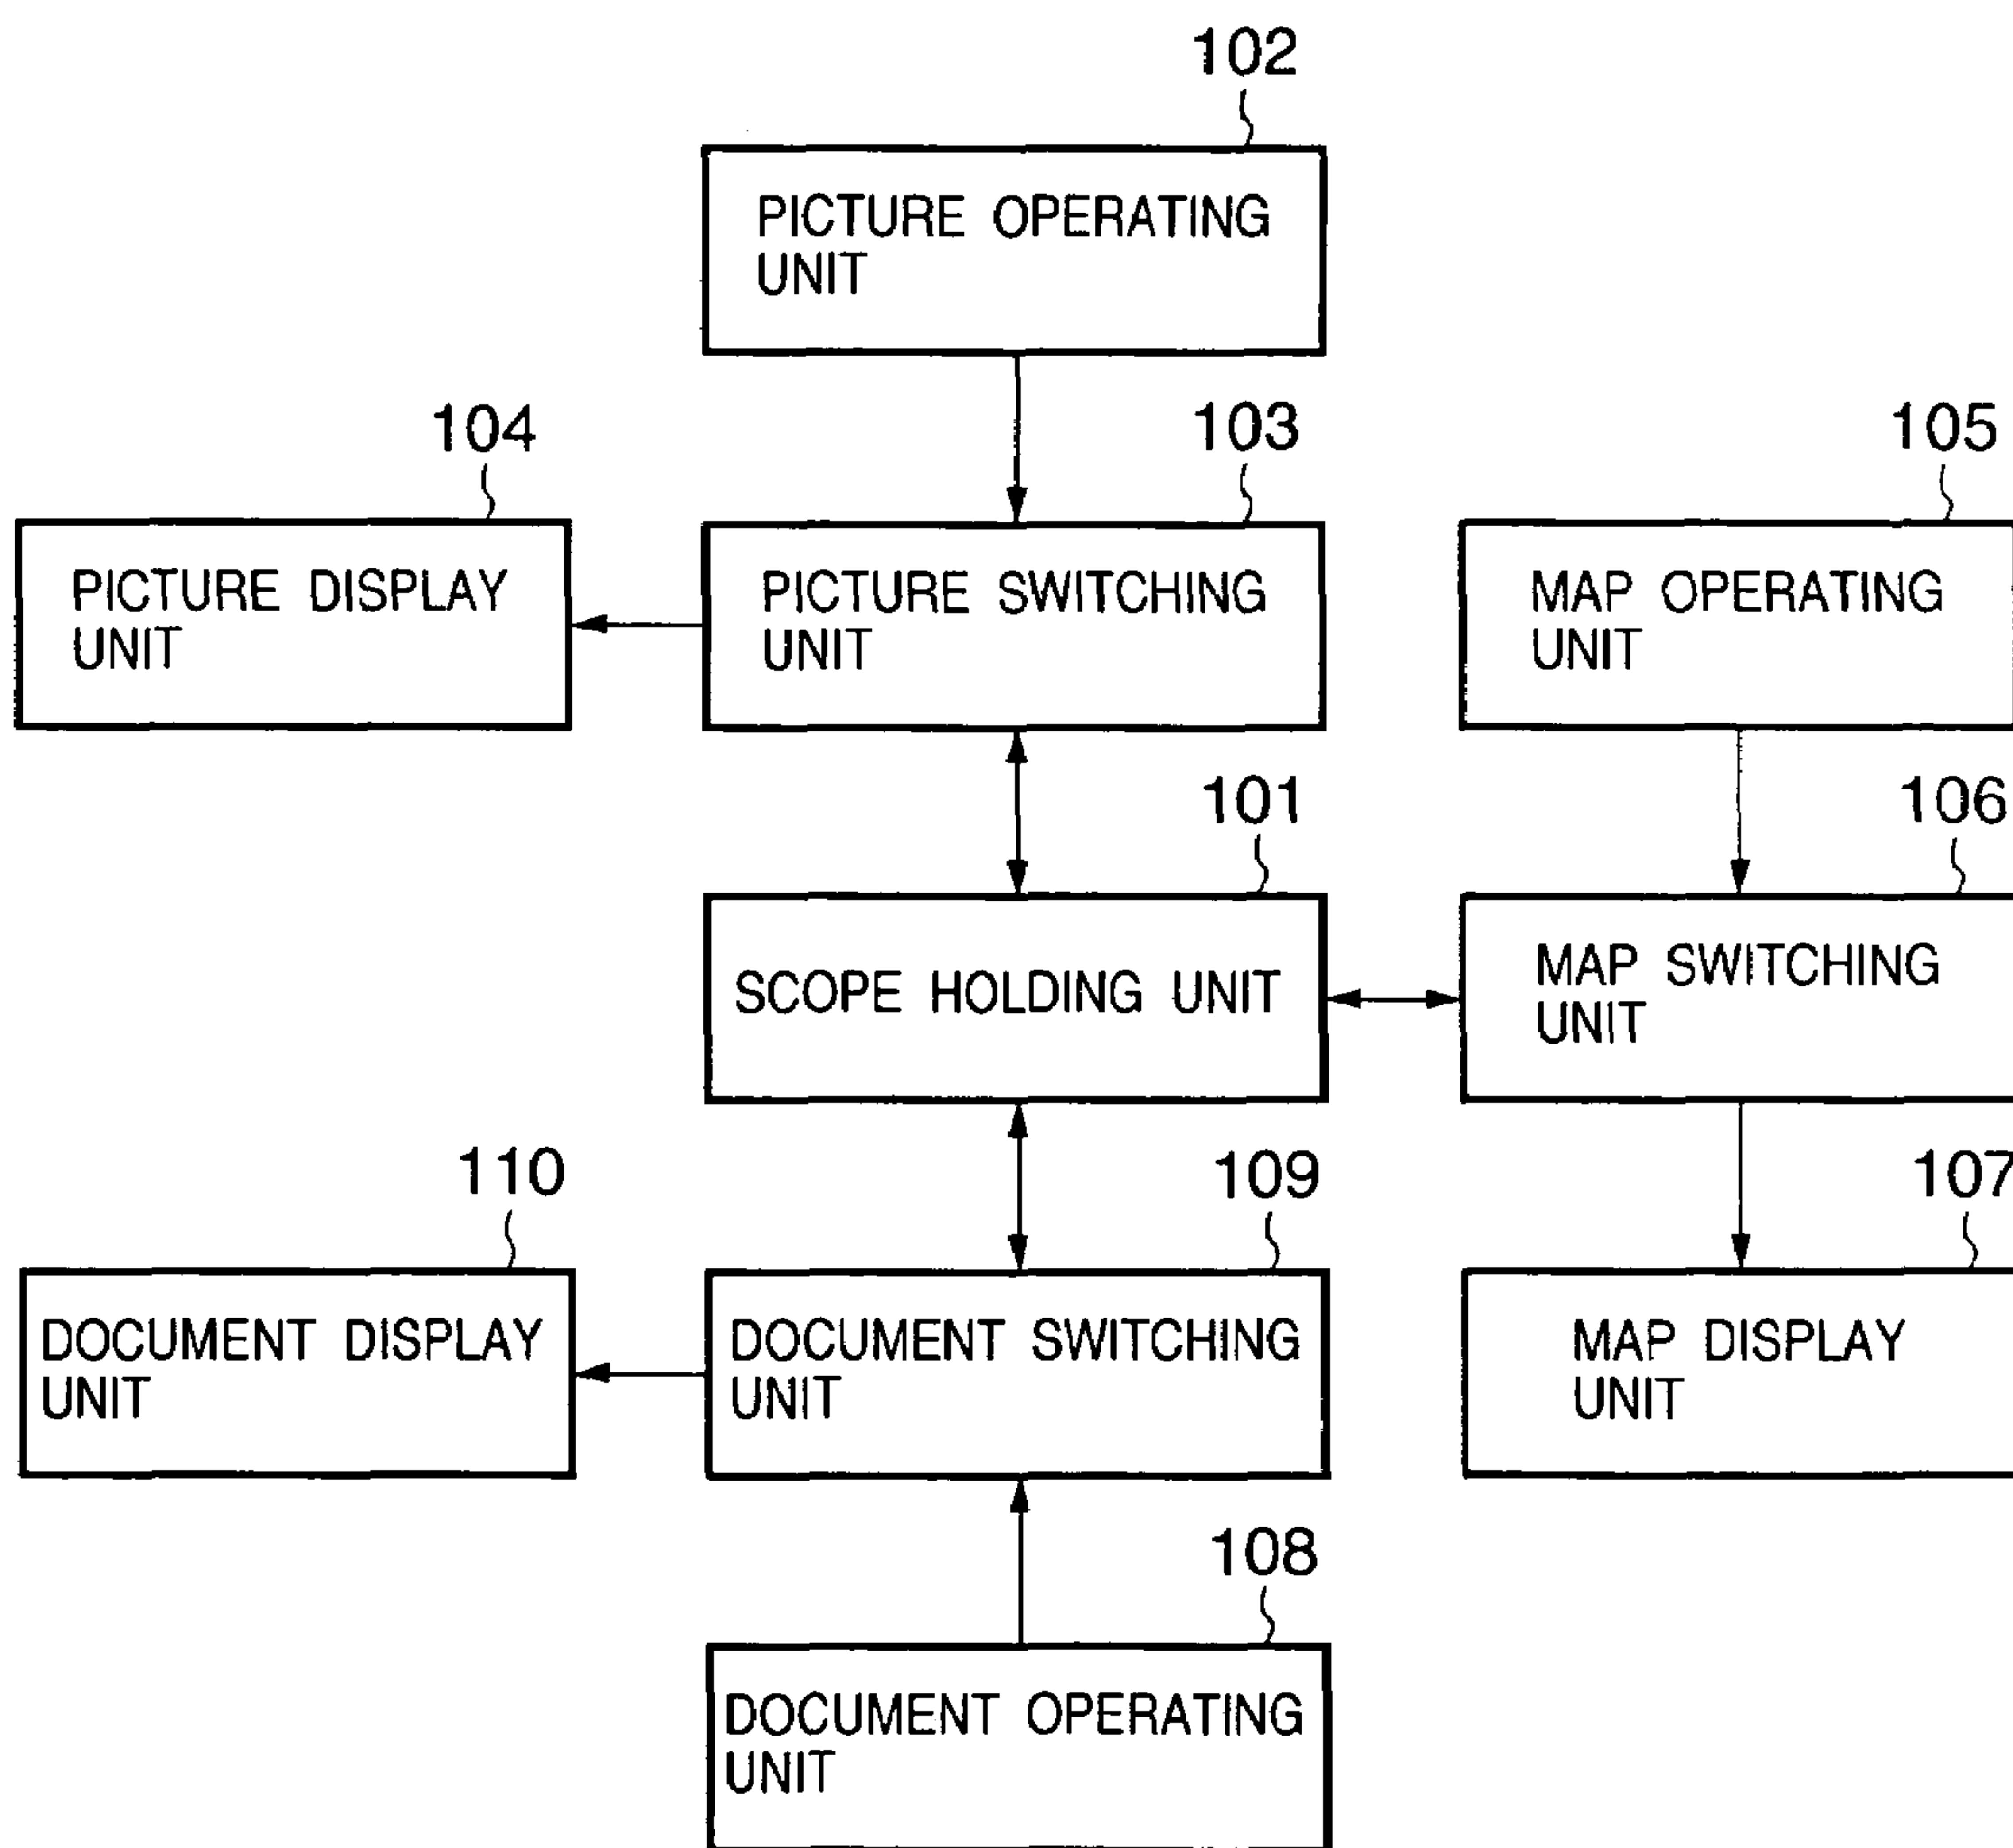 102
PICTURE OPERATING
UNIT
104
103
105
PICTURE DISPLAY
UNIT
PICTURE SWITCHING
UNIT
MAP OPERATING
UNIT
101
106
SCOPE HOLDING UNIT
MAP SWITCHING
UNIT
110
109
107
DOCUMENT DISPLAY
UNIT
DOCUMENT SWITCHING
UNIT
MAP DISPLAY
UNIT
108
DOCUMENT OPERATING
UNIT